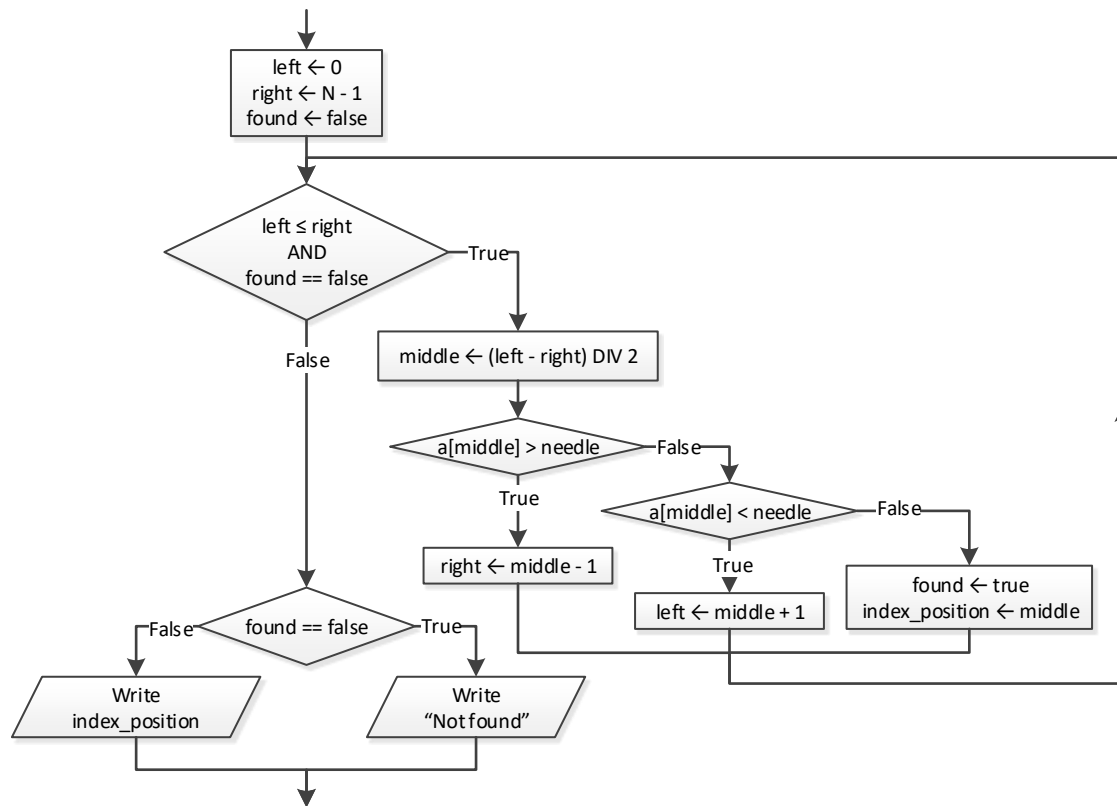 left ← 0
right ← N - 1
found ← false
left ≤ right
AND
found == false
True
False
middle ← (left - right) DIV 2
a[middle] > needle
False
True
a[middle] < needle
False
True
right ← middle - 1
left ← middle + 1
found ← true
index_position ← middle
found == false
False
True
Write
index_position
Write
“Not found”